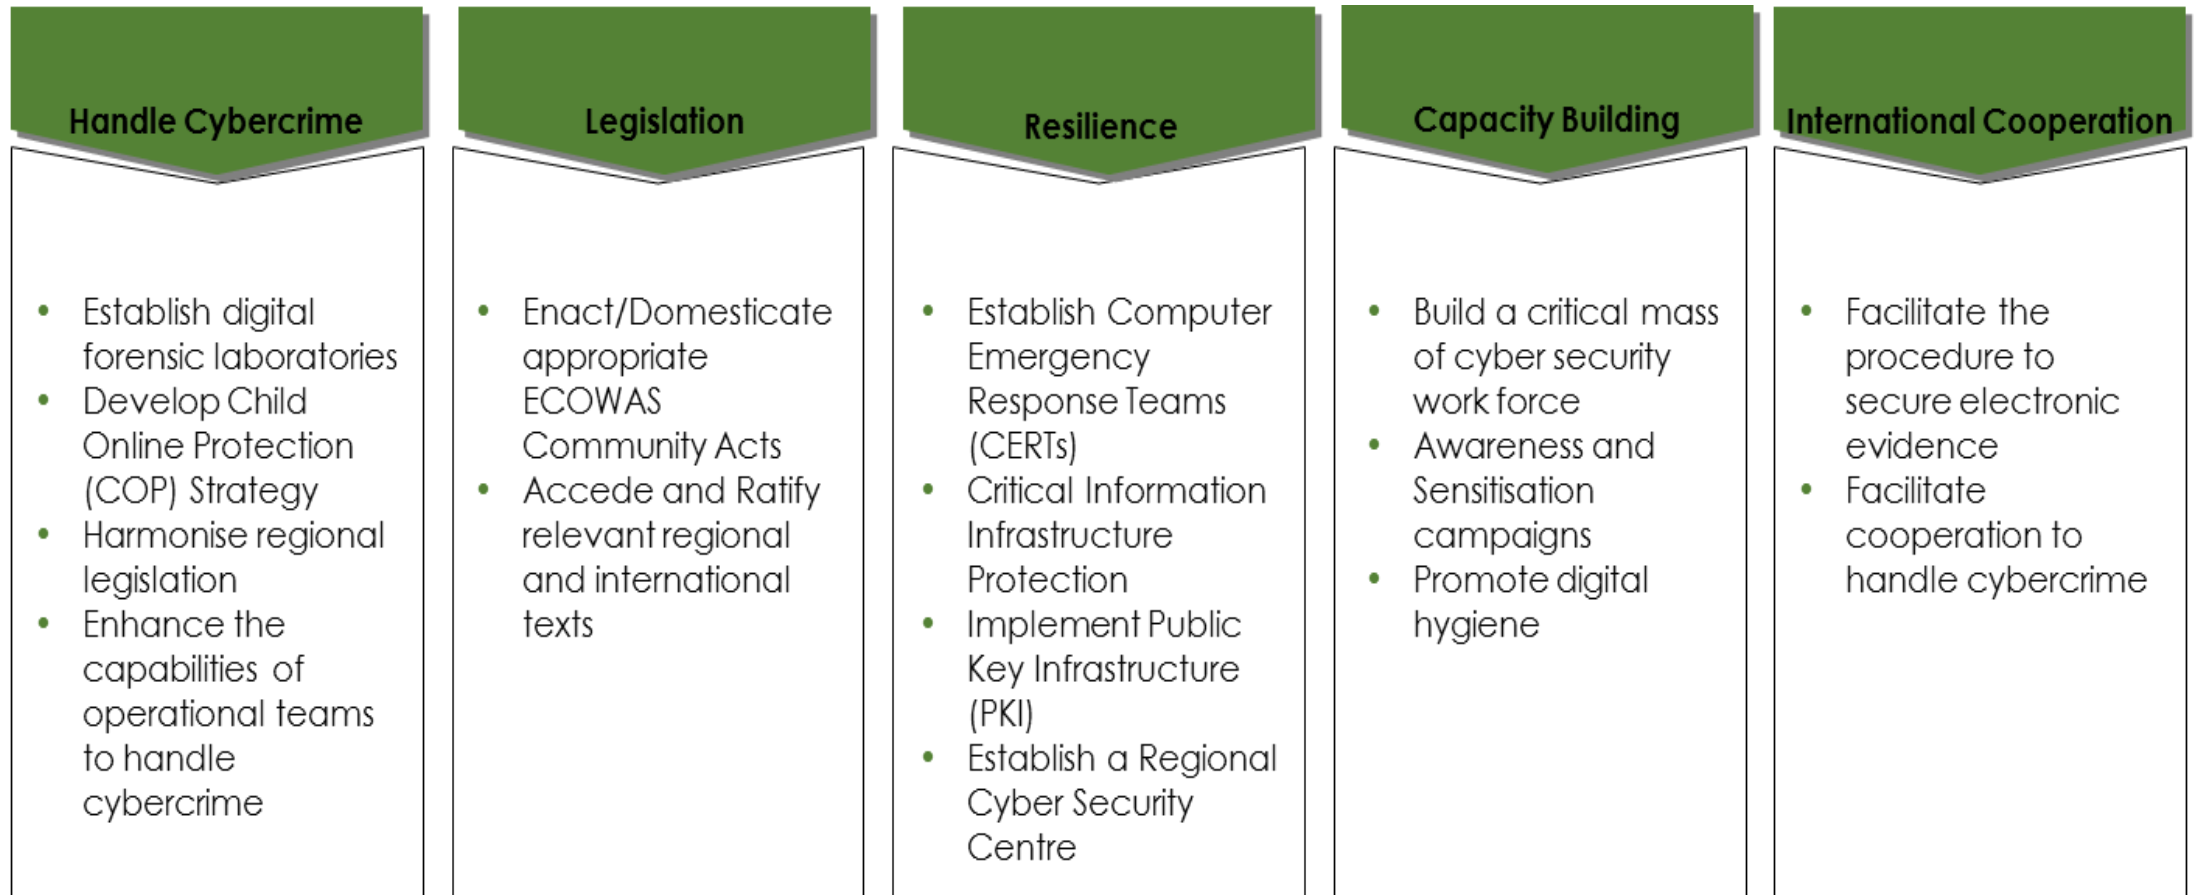 Handle Cybercrime
• Establish digital
forensic laboratories
• Develop Child
Online Protection
(COP) Strategy
• Harmonise regional
legislation
• Enhance the
capabilities of
operational teams
to handle
cybercrime
Legislation
• Enact/Domesticate
appropriate
ECOWAS
Community Acts
• Accede and Ratify
relevant regional
and international
texts
Resilience
• Establish Computer
Emergency
Response Teams
(CERTs)
• Critical Information
Infrastructure
Protection
• Implement Public
Key Infrastructure
(PKI)
• Establish a Regional
Cyber Security
Centre
Capacity Building
• Build a critical mass
of cyber security
work force
• Awareness and
Sensitisation
campaigns
• Promote digital
hygiene
International Cooperation
• Facilitate the
procedure to
secure electronic
evidence
• Facilitate
cooperation to
handle cybercrime